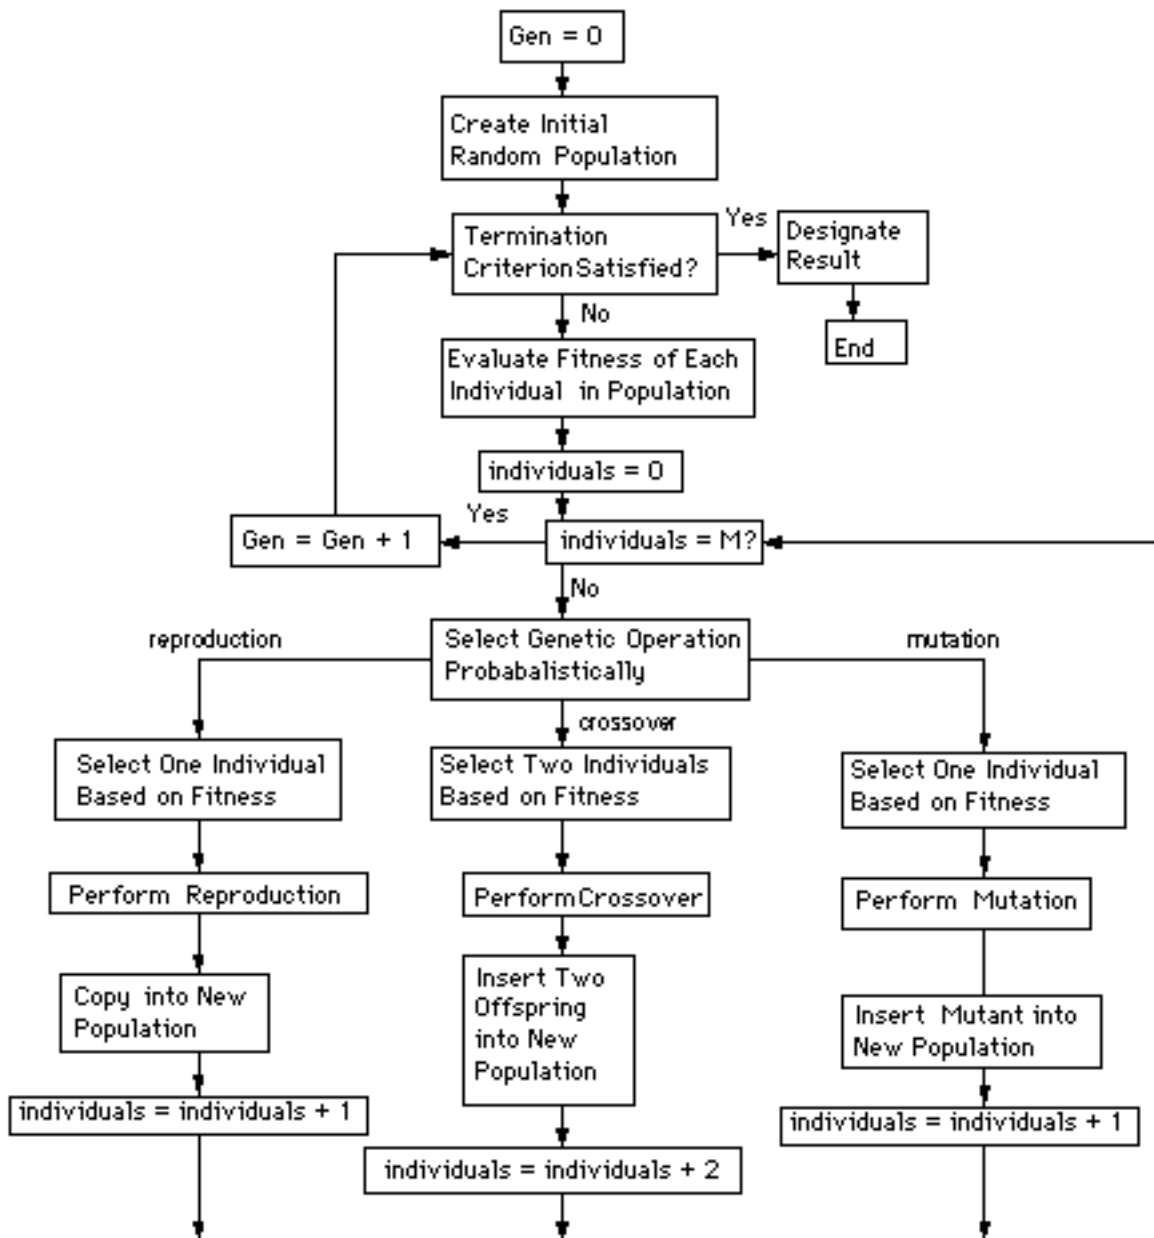 Gen = 0
Create Initial
Random Population
Termination
Criterion Satisfied?
Yes
Designate
Result
End
No
Evaluate Fitness of Each
Individual in Population
individuals = 0
Yes
Gen = Gen + 1
individuals = M?
No
Select Genetic Operation
Probabalistically
reproduction
crossover
mutation
Select One Individual
Based on Fitness
Perform Reproduction
Copy into New
Population
individuals = individuals + 1
Select Two Individuals
Based on Fitness
Perform Crossover
Insert Two
Offspring
into New
Population
individuals = individuals + 2
Select One Individual
Based on Fitness
Perform Mutation
Insert Mutant into
New Population
individuals = individuals + 1